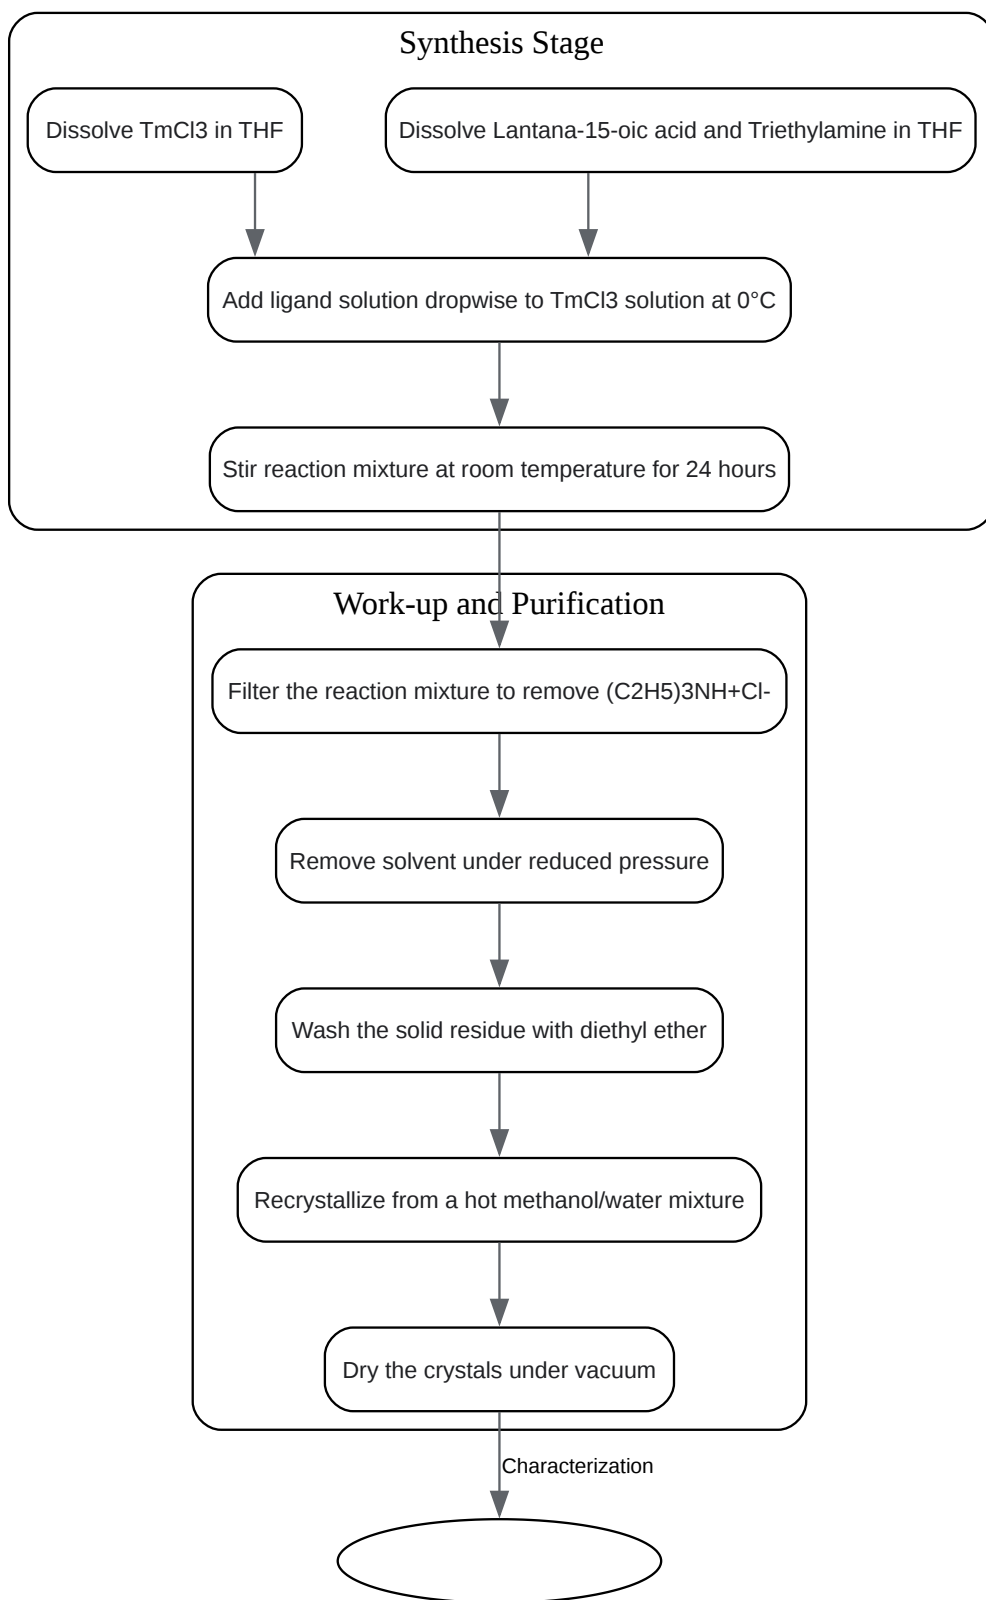 Synthesis Stage
Dissolve TmCl3 in THF
Dissolve Lantana-15-oic acid and Triethylamine in THF
Add ligand solution dropwise to TmCl3 solution at 0°C
Stir reaction mixture at room temperature for 24 hours
Work-up and Purification
Filter the reaction mixture to remove (C2H5)3NH+Cl-
Remove solvent under reduced pressure
Wash the solid residue with diethyl ether
Recrystallize from a hot methanol/water mixture
Dry the crystals under vacuum
Characterization